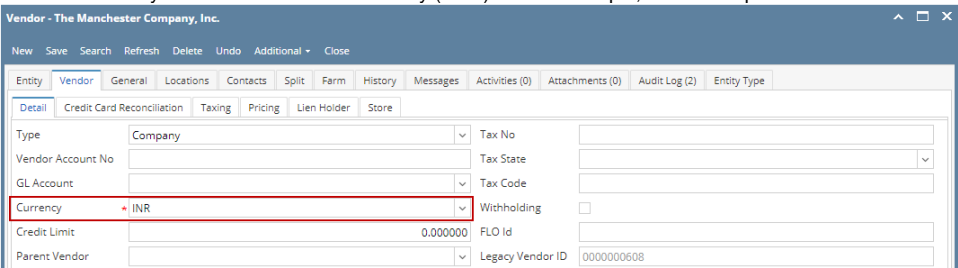 Vendor - The Manchester Company, Inc.
New Save Search Refresh Delete Undo Additional Close
Entity Vendor General Locations Contacts Split Farm History Messages Activities (0) Attachments (0) Audit Log (2) Entity Type
Detail Credit Card Reconciliation Taxing Pricing Lien Holder Store
Type Company Tax No
Vendor Account No Tax State
GL Account Tax Code
Currency * INR Withholding
Credit Limit 0.000000 FLO Id
Parent Vendor Legacy Vendor ID 0000000608